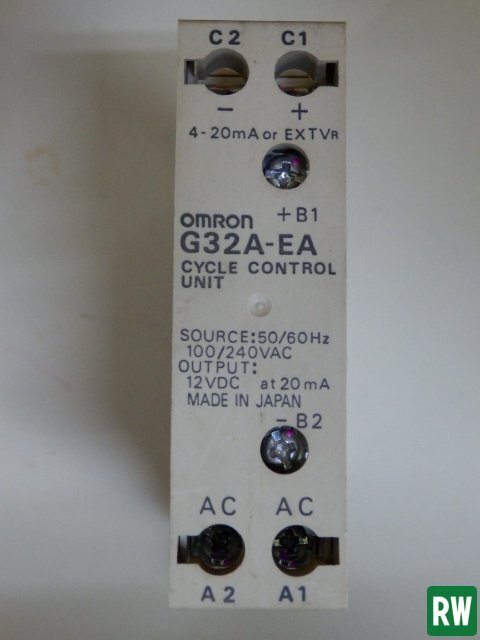 C2 C1
- +
4-20mA or EXTVR
+B1
OMRON
G32A-EA
CYCLE CONTROL
UNIT
SOURCE:50/60Hz
100/240VAC
OUTPUT:
12VDC at 20mA
MADE IN JAPAN
-B2
AC AC
A2 A1
RW